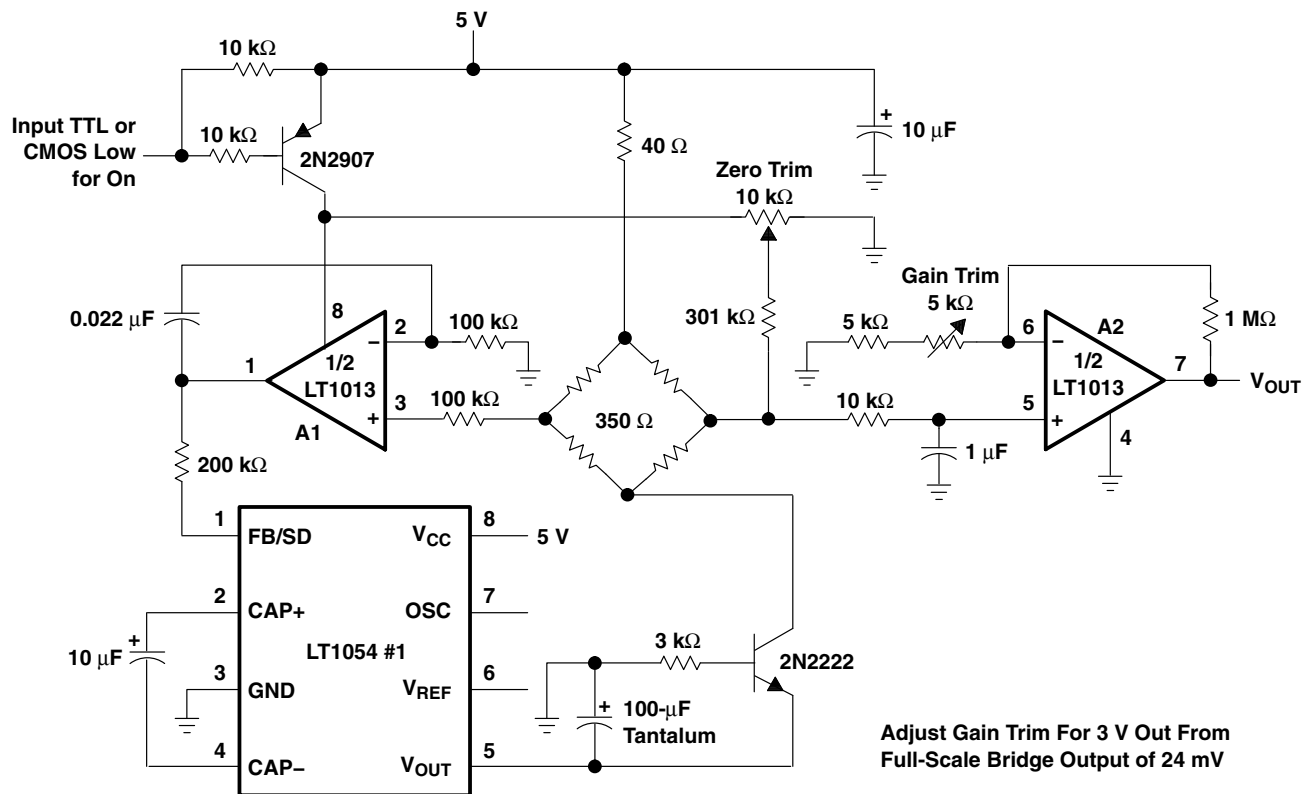 5 V
10 kΩ
Input TTL or
CMOS Low
for On
10 kΩ
2N2907
40 Ω
+
10 μF
Zero Trim
10 kΩ
Gain Trim
5 kΩ
0.022 μF
8
2
−
100 kΩ
1
1/2
LT1013
3
+
A1
100 kΩ
350 Ω
301 kΩ
5 kΩ
6
−
A2
1/2
LT1013
7
VOUT
1 MΩ
10 kΩ
5
+
4
1 μF
200 kΩ
1
FB/SD
VCC
8
5 V
2
CAP+
OSC
7
+
10 μF
LT1054 #1
3
GND
VREF
6
4
CAP−
VOUT
5
3 kΩ
2N2222
+
100-μF
Tantalum
Adjust Gain Trim For 3 V Out From
Full-Scale Bridge Output of 24 mV